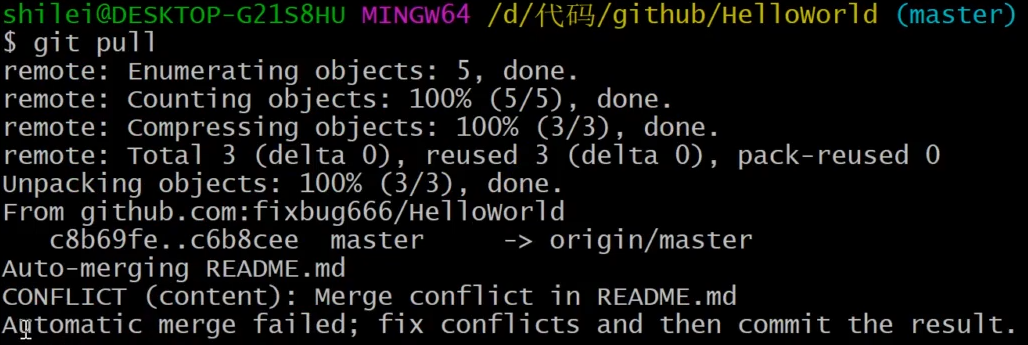 shilei@DESKTOP-G21S8HU MINGW64 /d/代码/github/HelloWorld (master)
$ git pull
remote: Enumerating objects: 5, done.
remote: Counting objects: 100% (5/5), done.
remote: Compressing objects: 100% (3/3), done.
remote: Total 3 (delta 0), reused 3 (delta 0), pack-reused 0
Unpacking objects: 100% (3/3), done.
From github.com:fixbug666/HelloWorld
   c8b69fe..c6b8cee  master     -> origin/master
Auto-merging README.md
CONFLICT (content): Merge conflict in README.md
Automatic merge failed; fix conflicts and then commit the result.